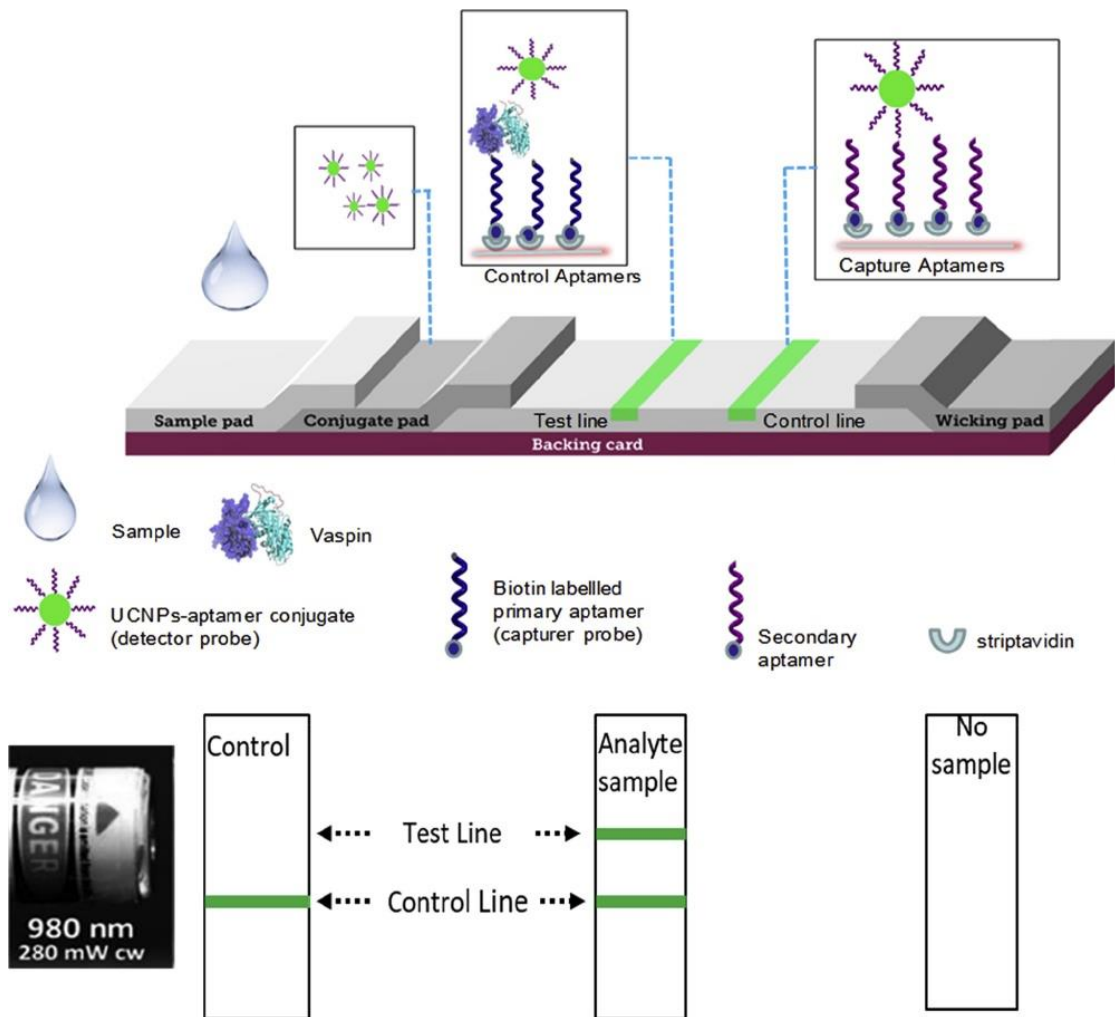 Control Aptamers
Capture Aptamers
Sample pad
Conjugate pad
Test line
Control line
Wicking pad
Backing card
Sample
Vaspin
UCNPs-aptamer conjugate
(detector probe)
Biotin labelled
primary aptamer
(capturer probe)
Secondary
aptamer
striptavidin
DANGER
980 nm
280 mW cw
Control
Test Line
Control Line
Analyte
sample
No
sample